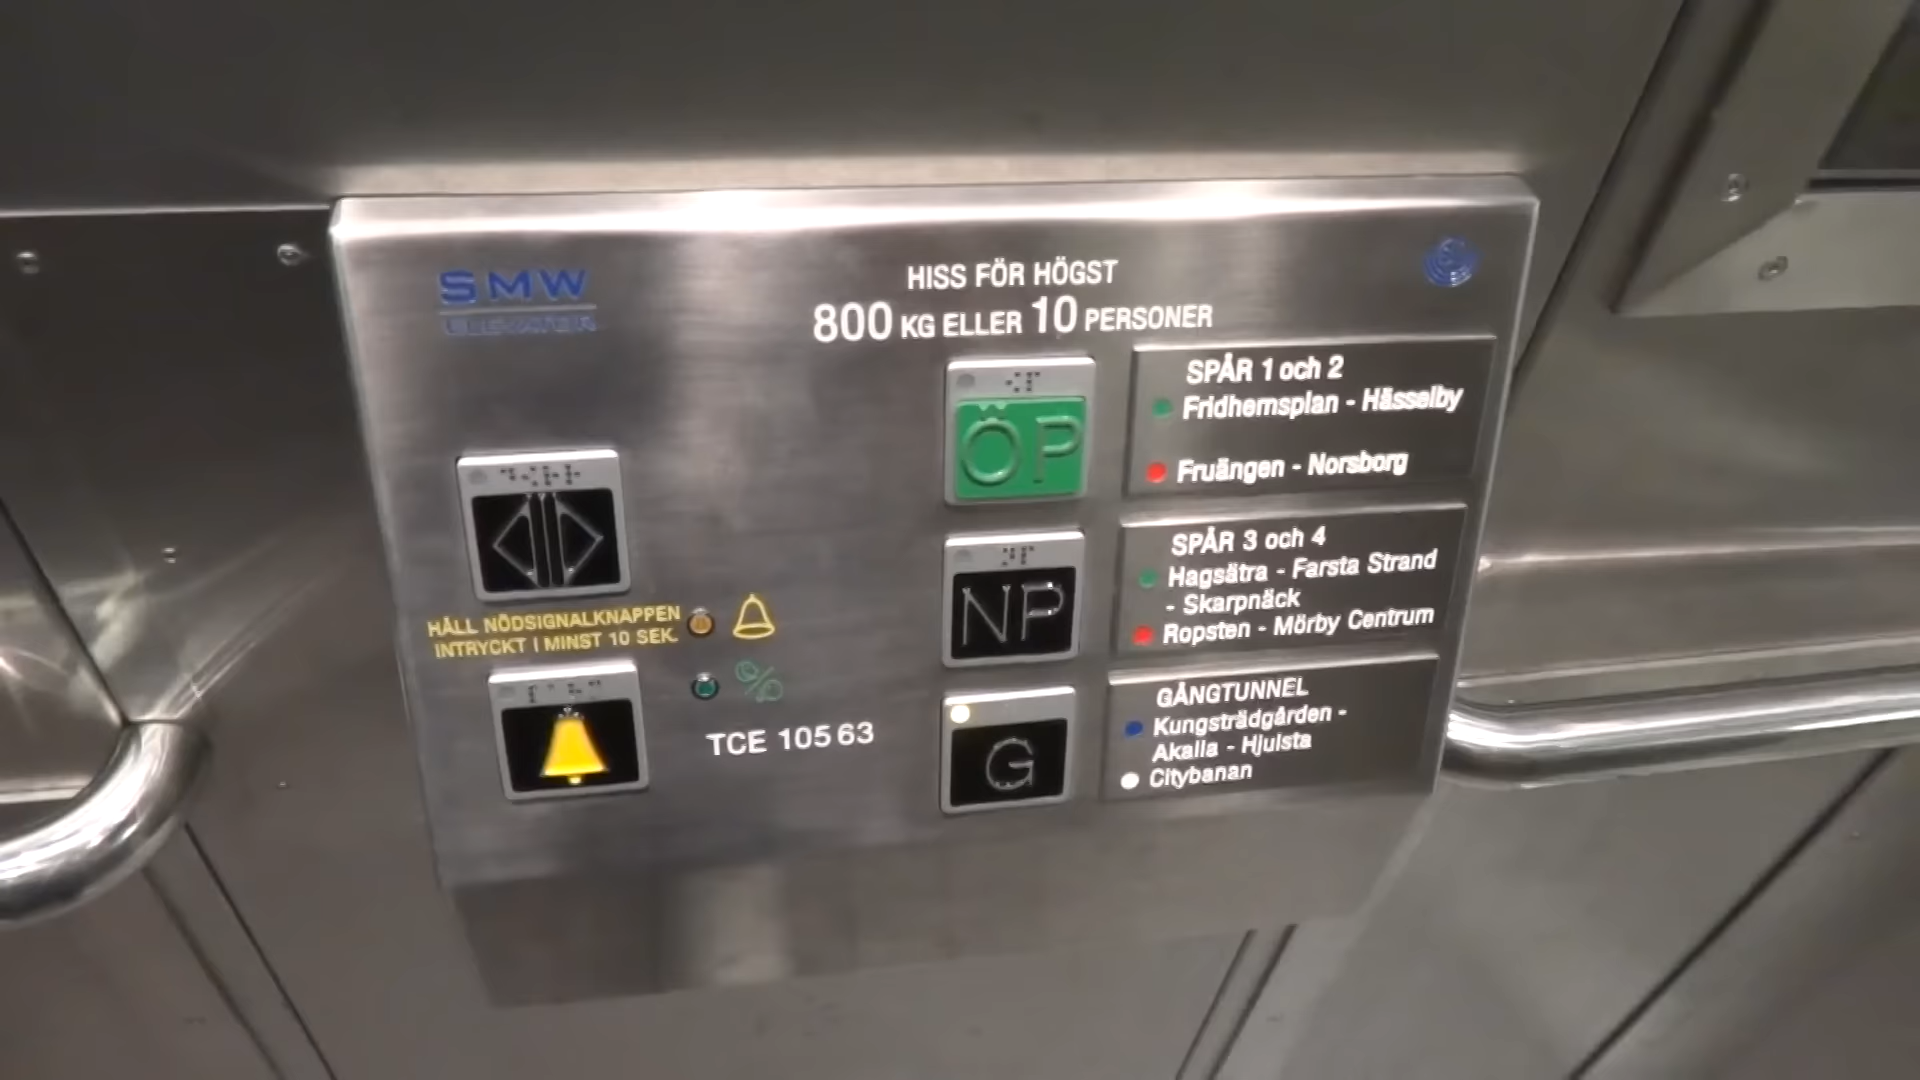 SMW
ELEVATOR
HISS FÖR HÖGST
800 KG ELLER 10 PERSONER
ÖP
SPÅR 1 och 2
Fridhemsplan - Hässelby
Fruängen - Norsborg
NP
SPÅR 3 och 4
Hagsätra - Farsta Strand
- Skarpnäck
Ropsten - Mörby Centrum
HÅLL NÖDSIGNALKNAPPEN
INTRYCKT I MINST 10 SEK.
TCE 105 63
G
GÅNGTUNNEL
Kungsträdgården -
Akalla - Hjulsta
Citybanan